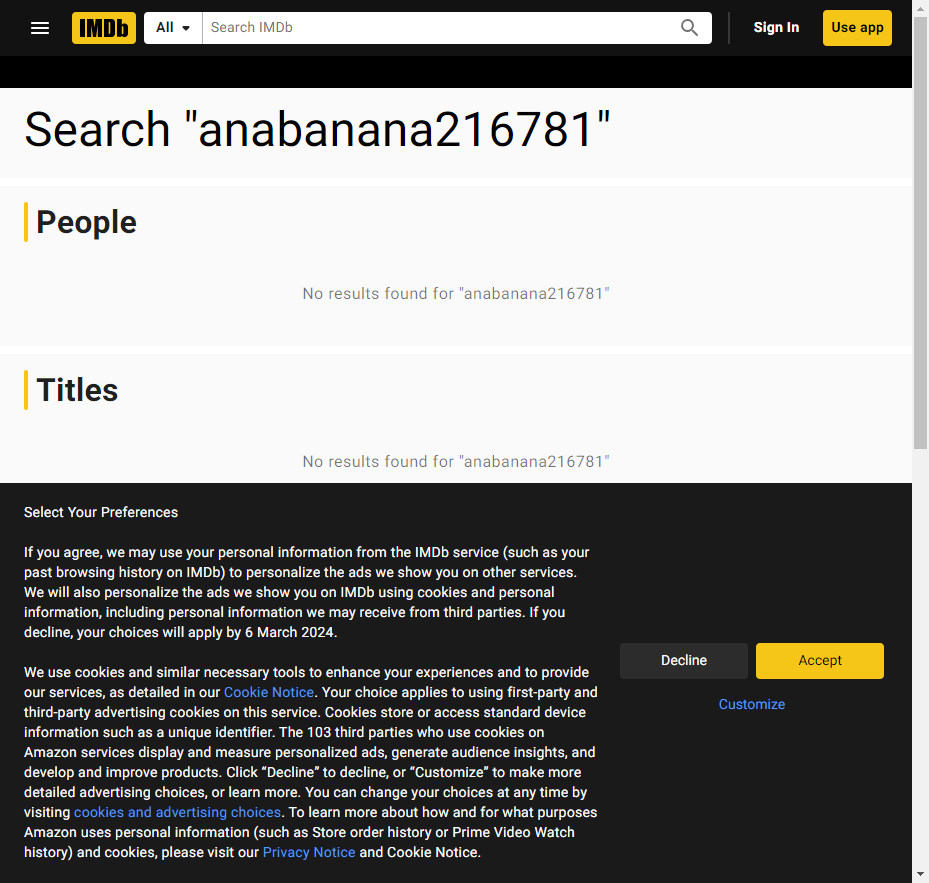 IMDb All Search IMDb Sign In Use app
Search "anabanana216781"
People
No results found for "anabanana216781"
Titles
No results found for "anabanana216781"
Select Your Preferences
If you agree, we may use your personal information from the IMDb service (such as your
past browsing history on IMDb) to personalize the ads we show you on other services.
We will also personalize the ads we show you on IMDb using cookies and personal
information, including personal information we may receive from third parties. If you
decline, your choices will apply by 6 March 2024.
We use cookies and similar necessary tools to enhance your experiences and to provide
our services, as detailed in our Cookie Notice. Your choice applies to using first-party and
third-party advertising cookies on this service. Cookies store or access standard device
information such as a unique identifier. The 103 third parties who use cookies on
Amazon services display and measure personalized ads, generate audience insights, and
develop and improve products. Click “Decline” to decline, or “Customize” to make more
detailed advertising choices, or learn more. You can change your choices at any time by
visiting cookies and advertising choices. To learn more about how and for what purposes
Amazon uses personal information (such as Store order history or Prime Video Watch
history) and cookies, please visit our Privacy Notice and Cookie Notice.
Decline Accept
Customize